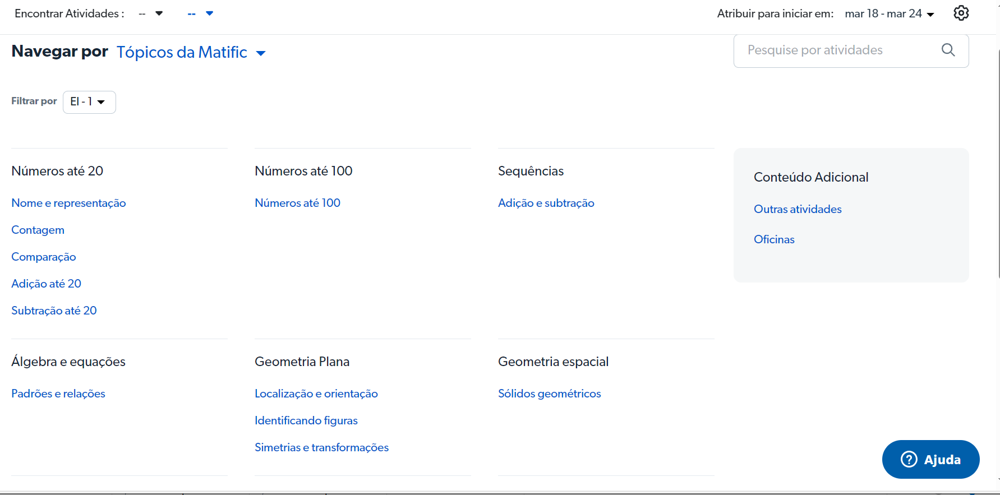 Encontrar Atividades : -- -- Atribuir para iniciar em: mar 18 - mar 24
Navegar por Tópicos da Matific Pesquise por atividades
Filtrar por EI - 1
Números até 20
Nome e representação
Contagem
Comparação
Adição até 20
Subtração até 20
Números até 100
Números até 100
Sequências
Adição e subtração
Conteúdo Adicional
Outras atividades
Oficinas
Álgebra e equações
Padrões e relações
Geometria Plana
Localização e orientação
Identificando figuras
Simetrias e transformações
Geometria espacial
Sólidos geométricos
? Ajuda